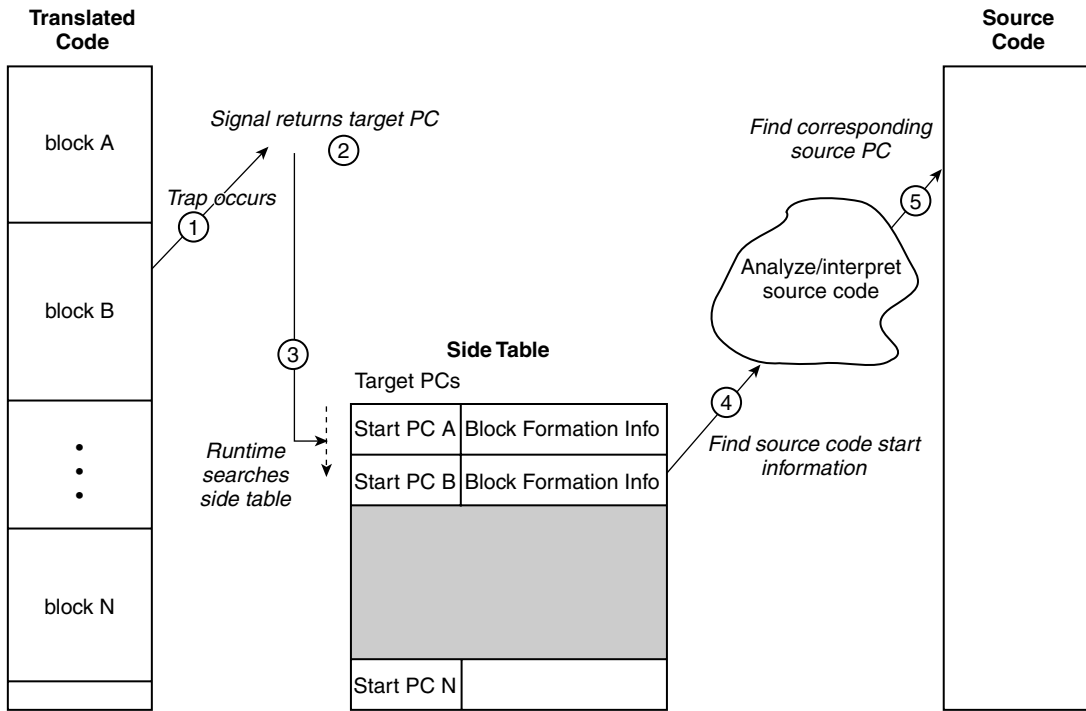 Translated
Code
Source
Code
block A
Signal returns target PC
2
Trap occurs
1
Find corresponding
source PC
5
block B
Analyze/interpret
source code
3
Side Table
Target PCs
4
Start PC A Block Formation Info
Start PC B Block Formation Info
Runtime
searches
side table
Find source code start
information
block N
Start PC N